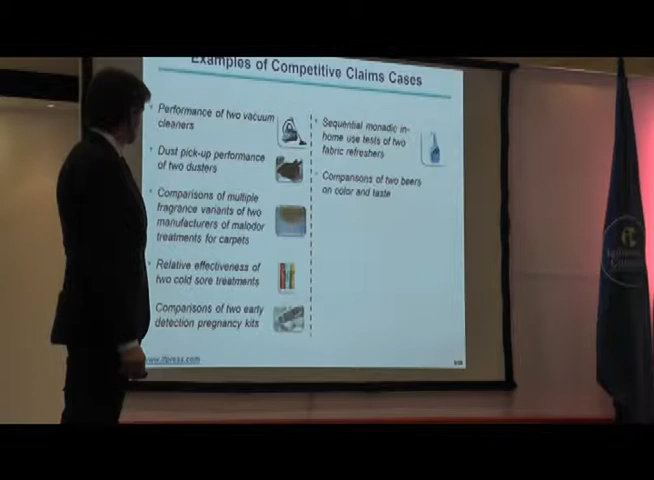 Examples of Competitive Claims Cases
• Performance of two vacuum
cleaners
• Dust pick-up performance
of two dusters
• Comparisons of multiple
fragrance variants of two
manufacturers of malodor
treatments for carpets
• Relative effectiveness of
two cold sore treatments
• Comparisons of two early
detection pregnancy kits
• Sequential monadic in-
home use tests of two
fabric refreshers
• Comparisons of two beers
on color and taste
www.ifpress.com